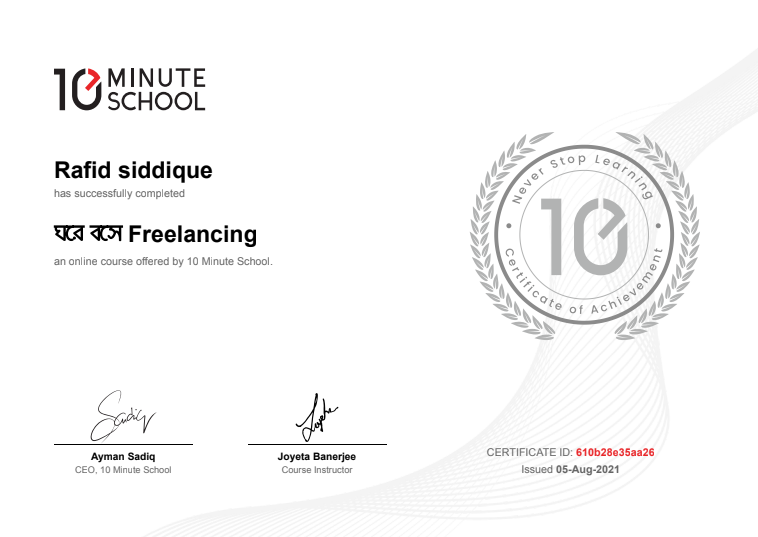 10 MINUTE
SCHOOL
Rafid siddique
has successfully completed
ঘরে বসে Freelancing
an online course offered by 10 Minute School.
Never Stop Learning
10
Certificate of Achievement
Sadiq
Joyeta
Ayman Sadiq
CEO, 10 Minute School
Joyeta Banerjee
Course Instructor
CERTIFICATE ID: 610b28e35aa26
Issued 05-Aug-2021